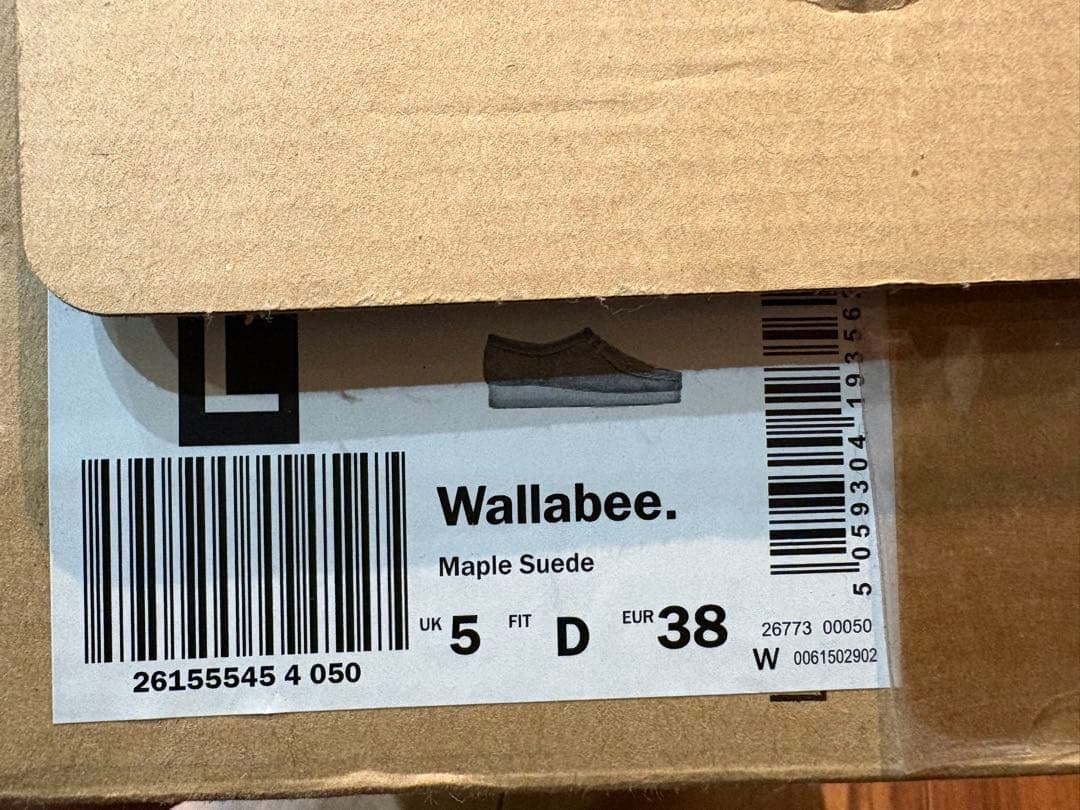 L
Wallabee.
Maple Suede
UK 5 FIT D EUR 38
26155545 4 050
5 059304 19356
26773 00050
W 0061502902